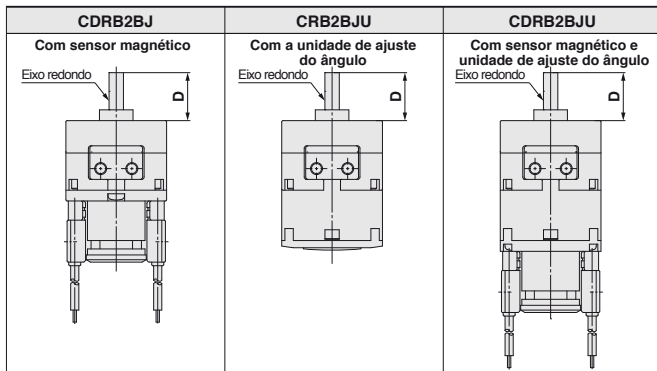 CDRB2BJ
CRB2BJU
CDRB2BJU
Com sensor magnético
Com a unidade de ajuste
do ângulo
Com sensor magnético e
unidade de ajuste do ângulo
Eixo redondo
D
Eixo redondo
D
Eixo redondo
D